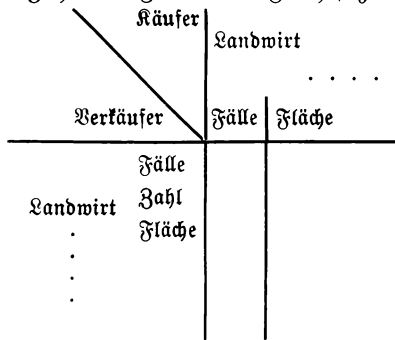 Käufer
Landwirt
. . . .
Verkäufer Fälle Fläche
Fälle
Zahl
Landwirt Fläche
.
.
.
.